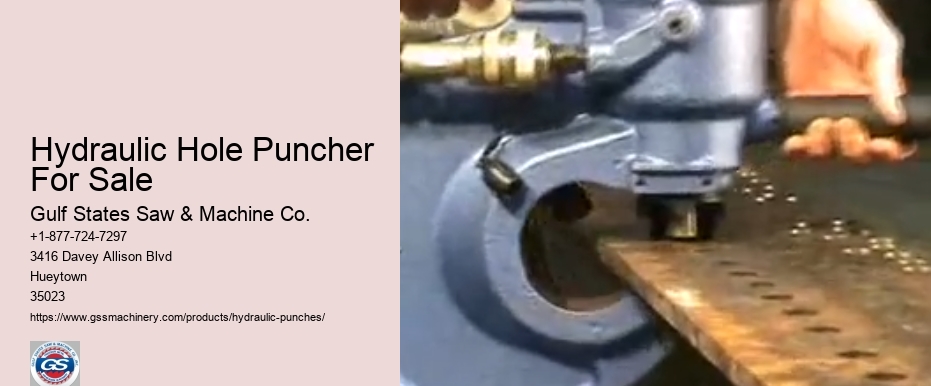 Hydraulic Hole Puncher
For Sale
Gulf States Saw & Machine Co.
+1-877-724-7297
3416 Davey Allison Blvd
Hueytown
35023
https://www.gssmachinery.com/products/hydraulic-punches/
GS